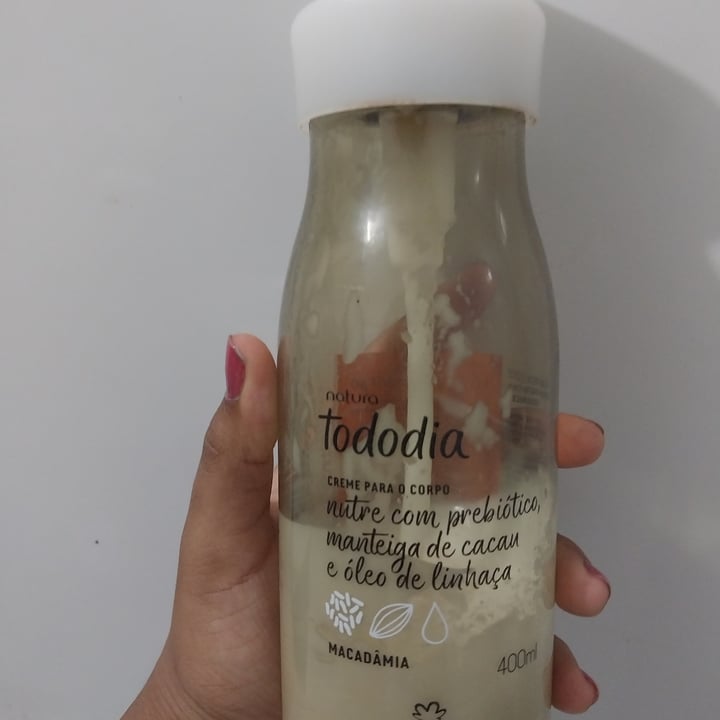 natura
tododia
CREME PARA O CORPO
nutre com prebiótico,
manteiga de cacau
e óleo de linhaça
MACADÂMIA
400ml